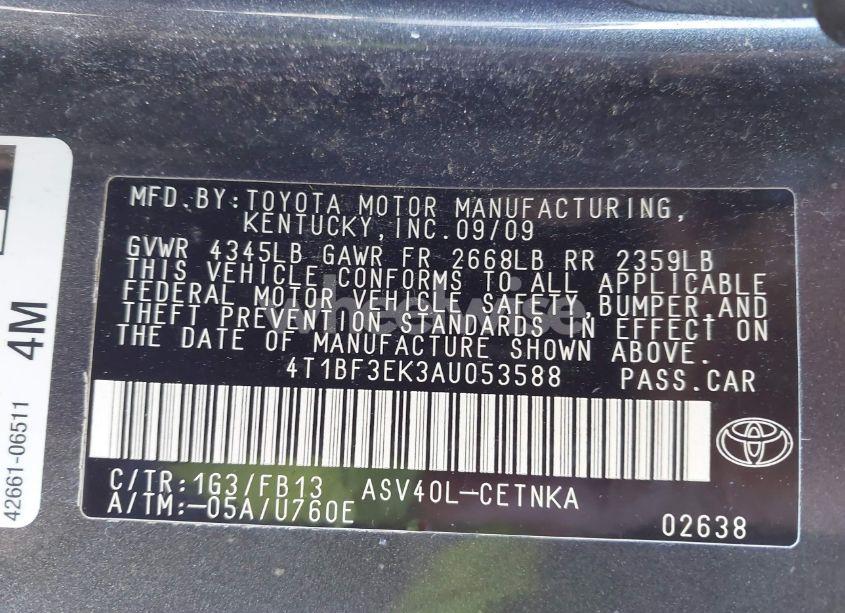 MFD.BY:TOYOTA MOTOR MANUFACTURING,
KENTUCKY,INC.09/09
GVWR 4345LB GAWR FR 2668LB RR 2359LB
THIS VEHICLE CONFORMS TO ALL APPLICABLE
FEDERAL MOTOR VEHICLE SAFETY,BUMPER,AND
THEFT PREVENTION STANDARDS IN EFFECT ON
THE DATE OF MANUFACTURE SHOWN ABOVE.
4T1BF3EK3AU053588 PASS.CAR
C/TR:1G3/FB13 ASV40L-CETNKA
A/TM:-05A/U760E
02638
4M
42661-06511
wheelwise